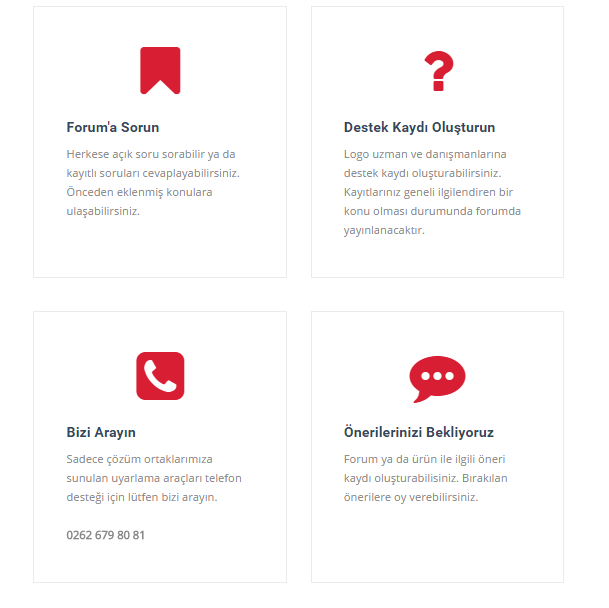 Forum'a Sorun
Herkese açık soru sorabilir ya da
kayıtlı soruları cevaplayabilirsiniz.
Önceden eklenmiş konulara
ulaşabilirsiniz.
Destek Kaydı Oluşturun
Logo uzman ve danışmanlarına
destek kaydı oluşturabilirsiniz.
Kayıtlarınız geneli ilgilendiren bir
konu olması durumunda forumda
yayınlanacaktır.
Bizi Arayın
Sadece çözüm ortaklarımıza
sunulan uyarlama araçları telefon
desteği için lütfen bizi arayın.
0262 679 80 81
Önerilerinizi Bekliyoruz
Forum ya da ürün ile ilgili öneri
kaydı oluşturabilisiniz. Bırakılan
önerilere oy verebilirsiniz.